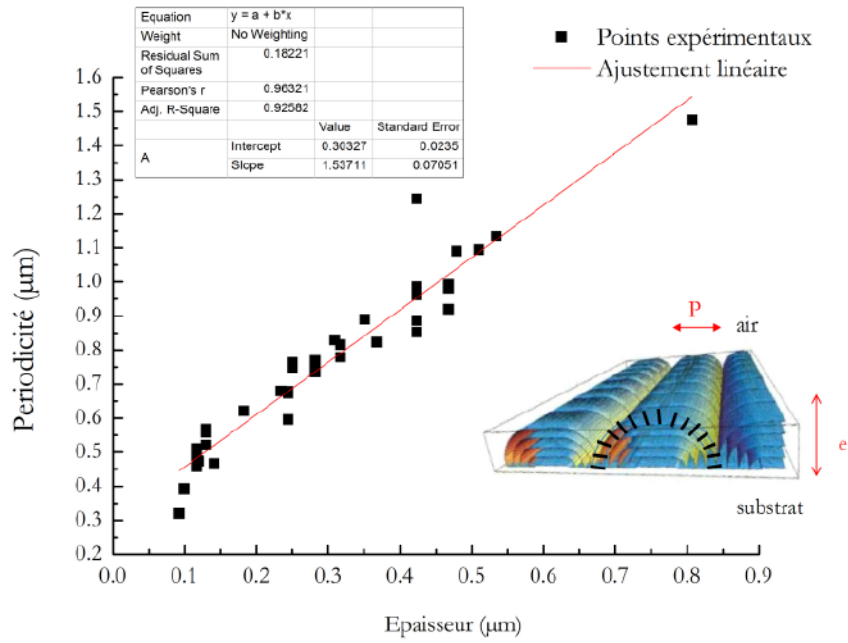 Equation y = a + b*x
Weight No Weighting
Residual Sum of Squares 0.18221
Pearson's r 0.96321
Adj. R-Square 0.92582
Value Standard Error
A Intercept 0.30327 0.0235
Slope 1.53711 0.07051
Points expérimentaux
Ajustement linéaire
1.6
1.5
1.4
1.3
1.2
1.1
1.0
0.9
0.8
0.7
0.6
0.5
0.4
0.3
0.2
Periodicité (µm)
P
air
e
substrat
0.0 0.1 0.2 0.3 0.4 0.5 0.6 0.7 0.8 0.9
Epaisseur (µm)